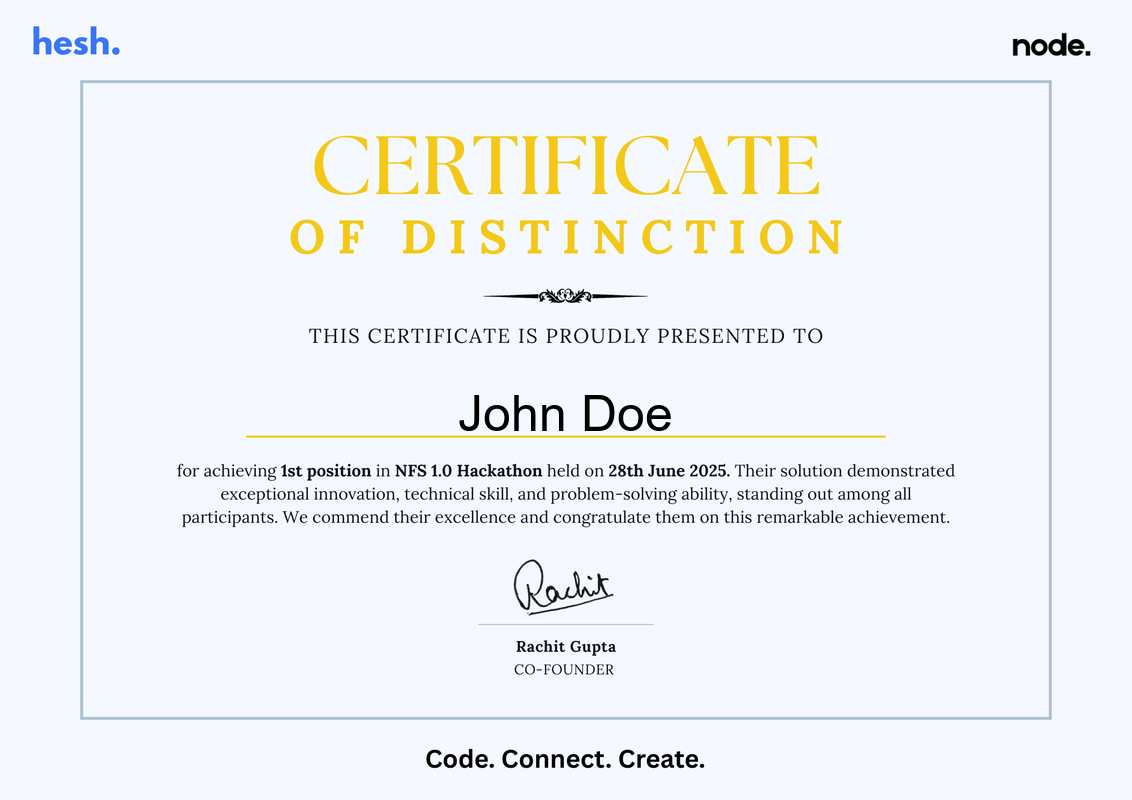 hesh.
node.
CERTIFICATE
OF DISTINCTION
THIS CERTIFICATE IS PROUDLY PRESENTED TO
John Doe
for achieving 1st position in NFS 1.0 Hackathon held on 28th June 2025. Their solution demonstrated
exceptional innovation, technical skill, and problem-solving ability, standing out among all
participants. We commend their excellence and congratulate them on this remarkable achievement.
Rachit
Rachit Gupta
CO-FOUNDER
Code. Connect. Create.